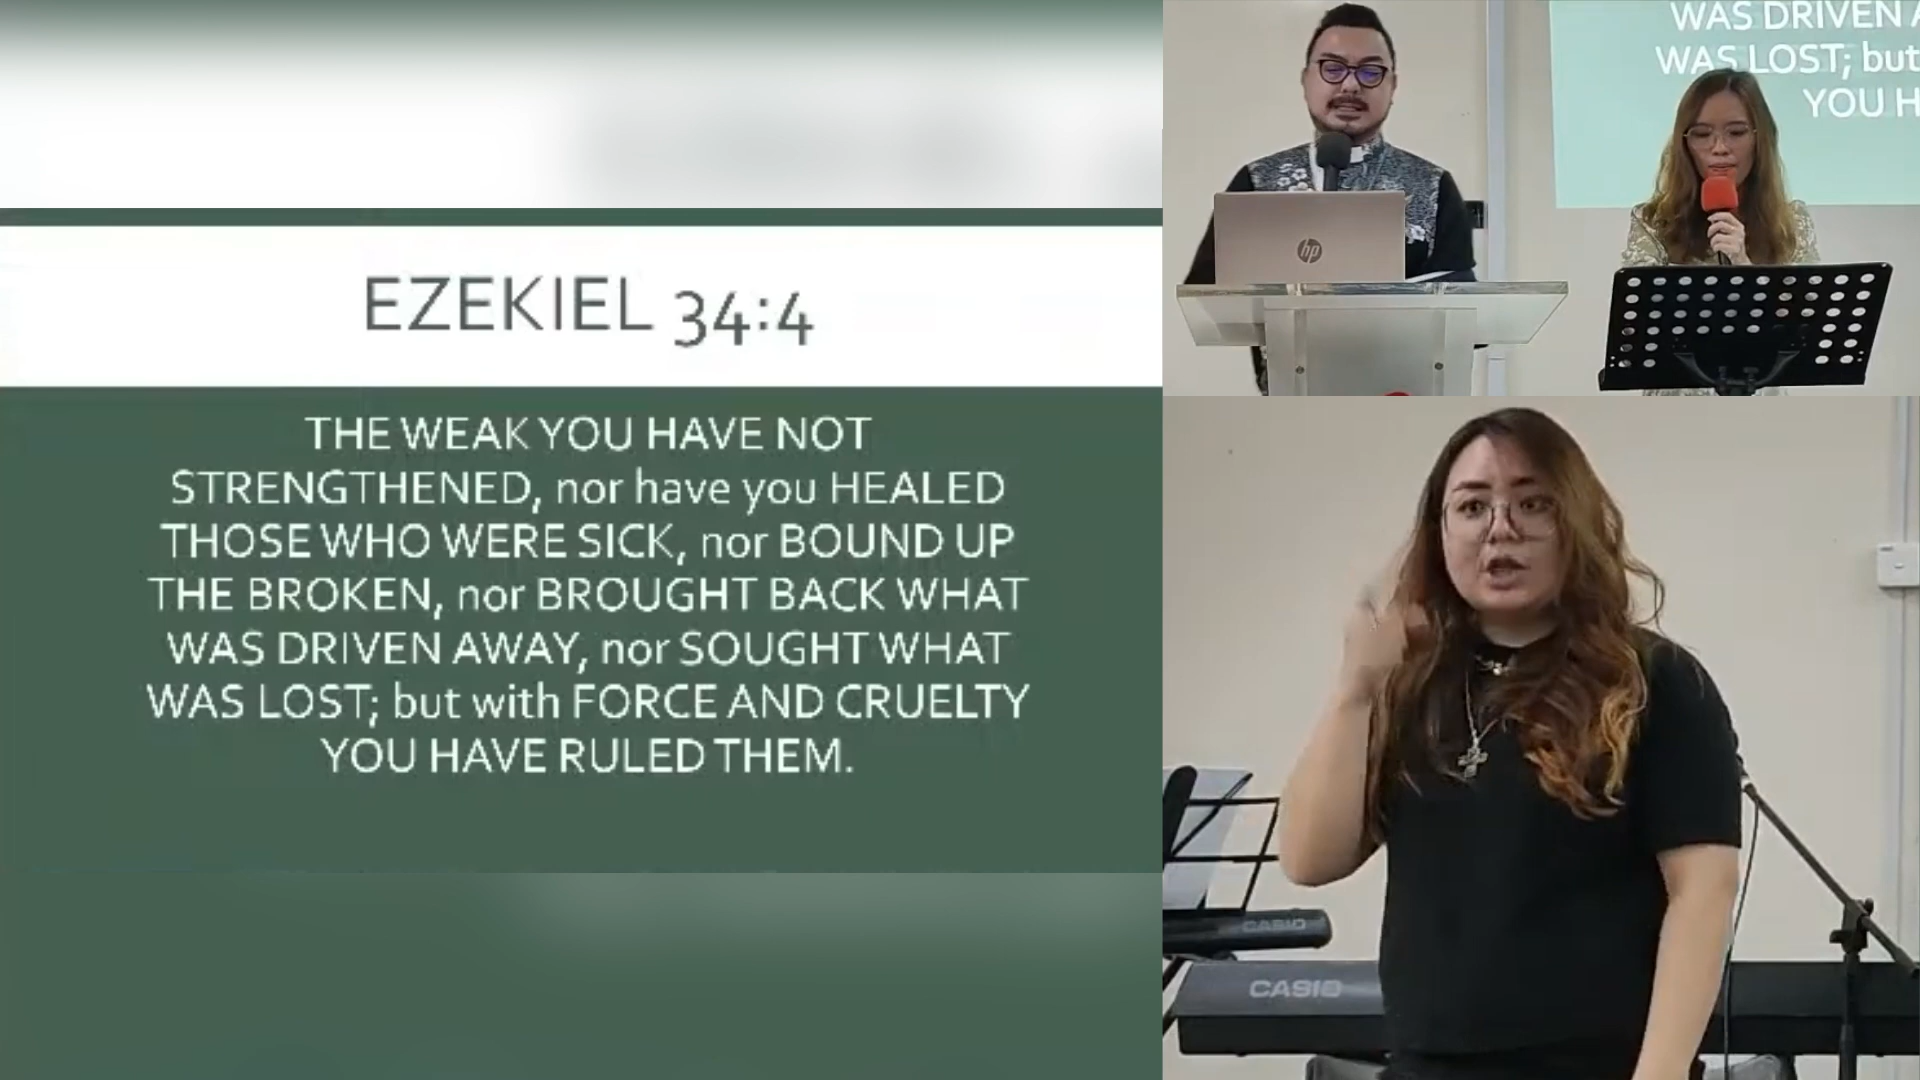 EZEKIEL 34:4
THE WEAK YOU HAVE NOT
STRENGTHENED, nor have you HEALED
THOSE WHO WERE SICK, nor BOUND UP
THE BROKEN, nor BROUGHT BACK WHAT
WAS DRIVEN AWAY, nor SOUGHT WHAT
WAS LOST; but with FORCE AND CRUELTY
YOU HAVE RULED THEM.
WAS DRIVEN
WAS LOST; but
YOU H
hp
CASIO
CASIO